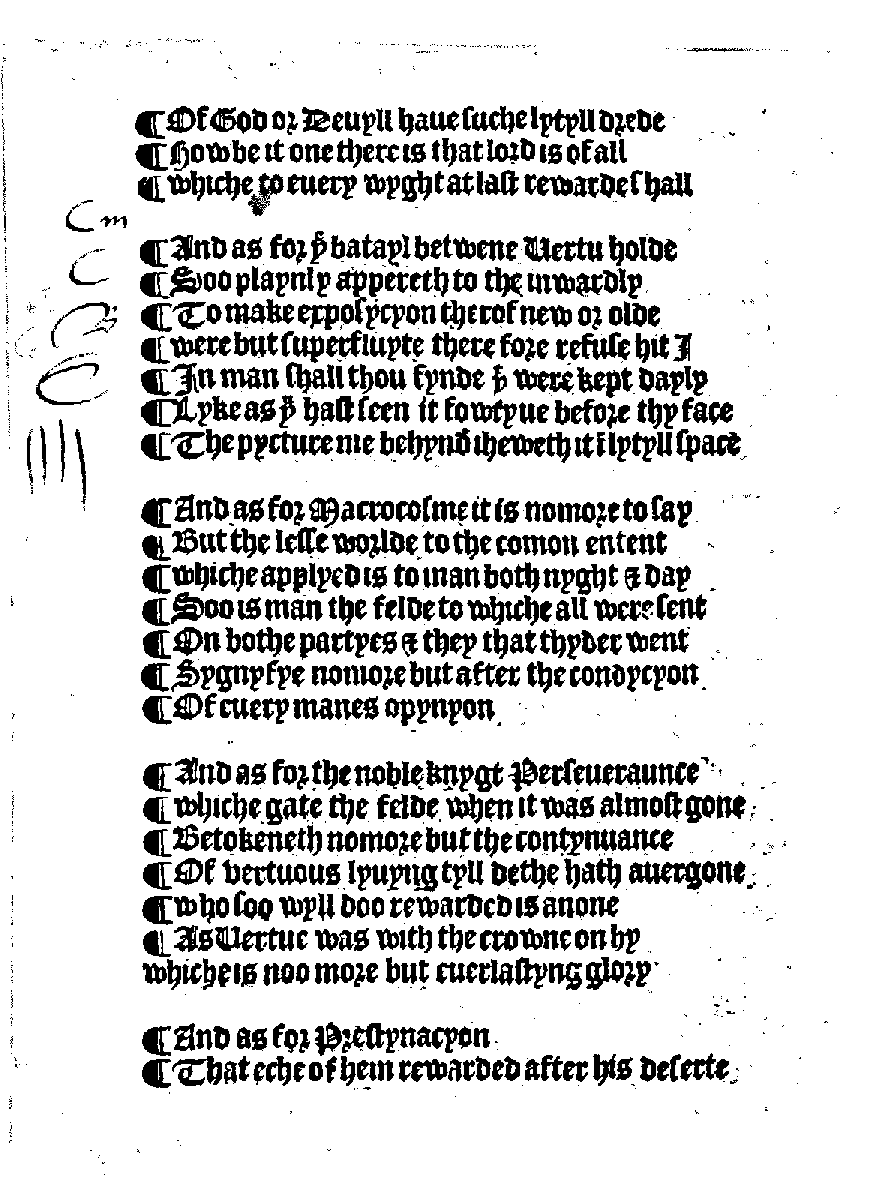 ¶ Of God or Deuyll haue suche lytyll drede
¶ How be it one there is that lord is of all
¶ whiche to euery wyght at last rewarde shall
C m
¶ And as for þͤ batayl betwene Uertu holde
C
¶ Soo playnly appereth to the inwardly
¶ To make exposycyon therof new or olde
¶ were but superfluyte there fore refuse hit I
¶ In man shall thou fynde þͭ were kept dayly
¶ Lyke as þͧ hast seen it fowtyue before thy face
¶ The pycture me behynd sheweth it ī lytyll space
¶ And as for Macrocosme it is nomore to say
¶ But the lesse worlde to the comon entent
¶ whiche applyed is to man both nyght & day
¶ Soo is man the felde to whiche all were sent
¶ On bothe partyes & they that thyder went
¶ Sygnyfye nomore but after the condycyon
¶ Of euery manes opynyon
¶ And as for the noble knygt Perseueraunce
¶ whiche gate the felde when it was almost gone
¶ Betokeneth nomore but the contynuance
¶ Of vertuous lyuyng tyll dethe hath auergone
¶ who soo wyll doo rewarded is anone
¶ As Uertue was with the crowne on hy
whiche is noo more but euerlastyng glory
¶ And as for Prestynacyon
¶ That eche of hem rewarded after his deserte